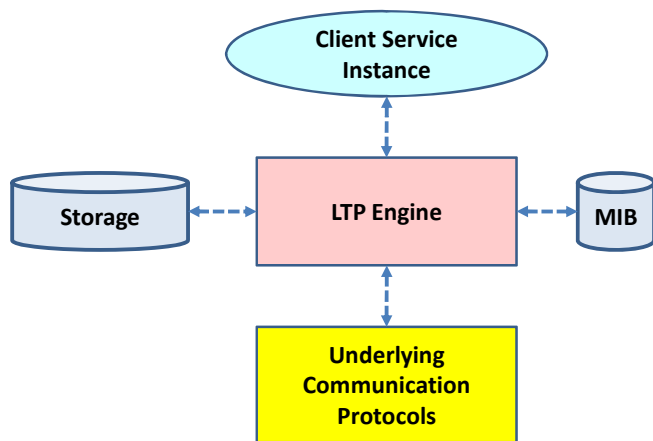 Client Service
Instance
Storage
LTP Engine
MIB
Underlying
Communication
Protocols